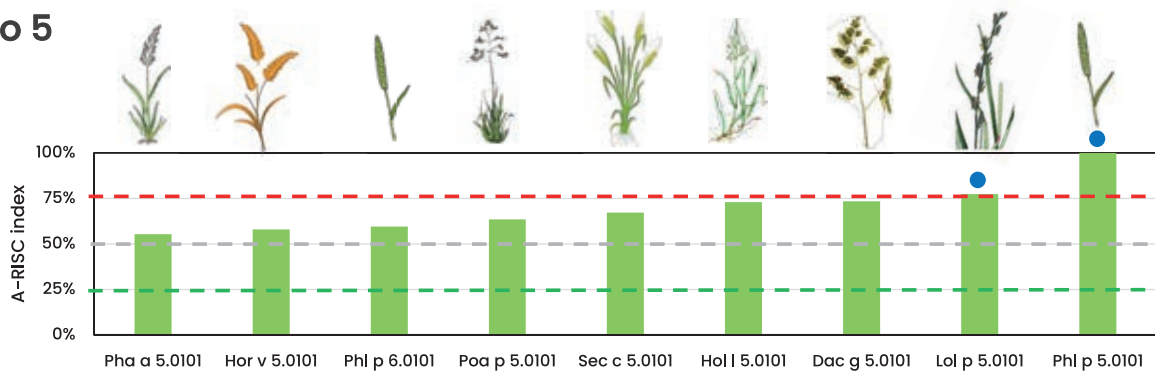 o 5
100%
75%
50%
25%
0%
A-RISC index
Pha a 5.0101 Hor v 5.0101 Phl p 6.0101 Poa p 5.0101 Sec c 5.0101 Hol l 5.0101 Dac g 5.0101 Lol p 5.0101 Phl p 5.0101